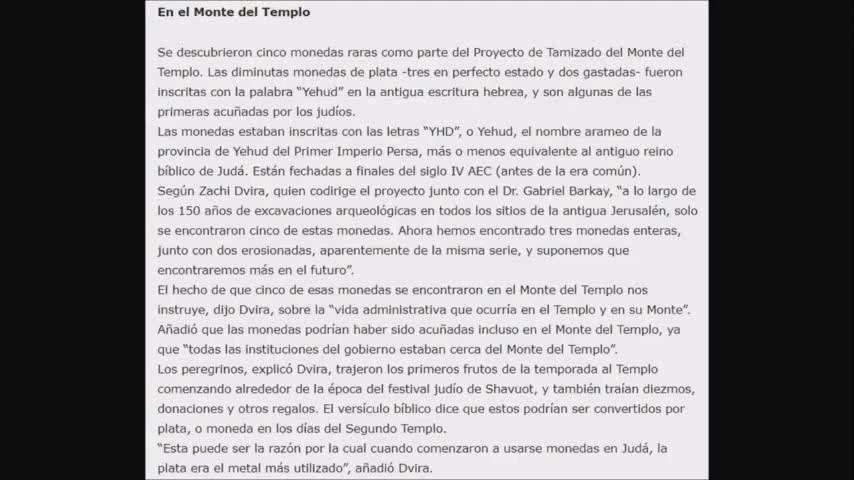 En el Monte del Templo
Se descubrieron cinco monedas raras como parte del Proyecto de Tamizado del Monte del
Templo. Las diminutas monedas de plata -tres en perfecto estado y dos gastadas- fueron
inscritas con la palabra “Yehud” en la antigua escritura hebrea, y son algunas de las
primeras acuñadas por los judíos.
Las monedas estaban inscritas con las letras “YHD”, o Yehud, el nombre arameo de la
provincia de Yehud del Primer Imperio Persa, más o menos equivalente al antiguo reino
bíblico de Judá. Están fechadas a finales del siglo IV AEC (antes de la era común).
Según Zachi Dvira, quien codirige el proyecto junto con el Dr. Gabriel Barkay, “a lo largo de
los 150 años de excavaciones arqueológicas en todos los sitios de la antigua Jerusalén, solo
se encontraron cinco de estas monedas. Ahora hemos encontrado tres monedas enteras,
junto con dos erosionadas, aparentemente de la misma serie, y suponemos que
encontraremos más en el futuro”.
El hecho de que cinco de esas monedas se encontraron en el Monte del Templo nos
instruye, dijo Dvira, sobre la “vida administrativa que ocurría en el Templo y en su Monte”.
Añadió que las monedas podrían haber sido acuñadas incluso en el Monte del Templo, ya
que “todas las instituciones del gobierno estaban cerca del Monte del Templo”.
Los peregrinos, explicó Dvira, trajeron los primeros frutos de la temporada al Templo
comenzando alrededor de la época del festival judío de Shavuot, y también traían diezmos,
donaciones y otros regalos. El versículo bíblico dice que estos podrían ser convertidos por
plata, o moneda en los días del Segundo Templo.
“Esta puede ser la razón por la cual cuando comenzaron a usarse monedas en Judá, la
plata era el metal más utilizado”, añadió Dvira.